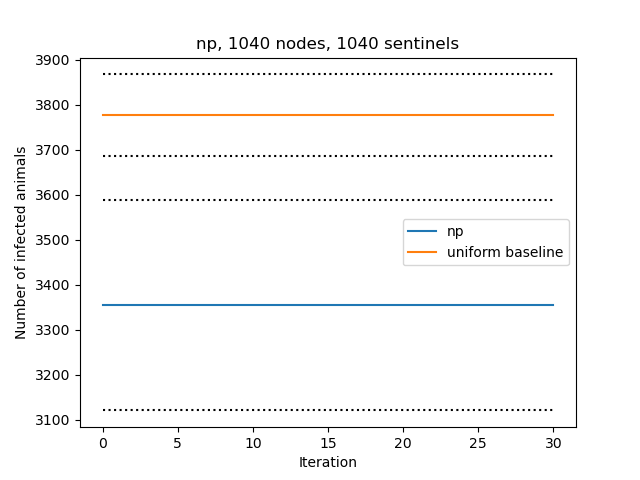 np, 1040 nodes, 1040 sentinels
3900
3800
3700
3600
3500
3400
3300
3200
3100
Number of infected animals
np
uniform baseline
0 5 10 15 20 25 30
Iteration